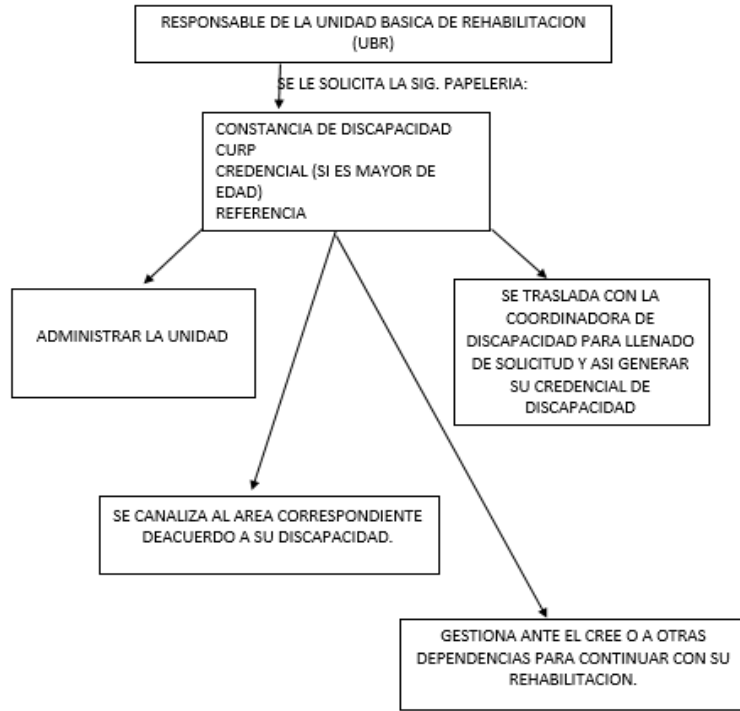 RESPONSABLE DE LA UNIDAD BASICA DE REHABILITACION
(UBR)
SE LE SOLICITA LA SIG. PAPELERIA:
CONSTANCIA DE DISCAPACIDAD
CURP
CREDENCIAL (SI ES MAYOR DE
EDAD)
REFERENCIA
ADMINISTRAR LA UNIDAD
SE TRASLADA CON LA
COORDINADORA DE
DISCAPACIDAD PARA LLENADO
DE SOLICITUD Y ASI GENERAR
SU CREDENCIAL DE
DISCAPACIDAD
SE CANALIZA AL AREA CORRESPONDIENTE
DEACUERDO A SU DISCAPACIDAD.
GESTIONA ANTE EL CREE O A OTRAS
DEPENDENCIAS PARA CONTINUAR CON SU
REHABILITACION.